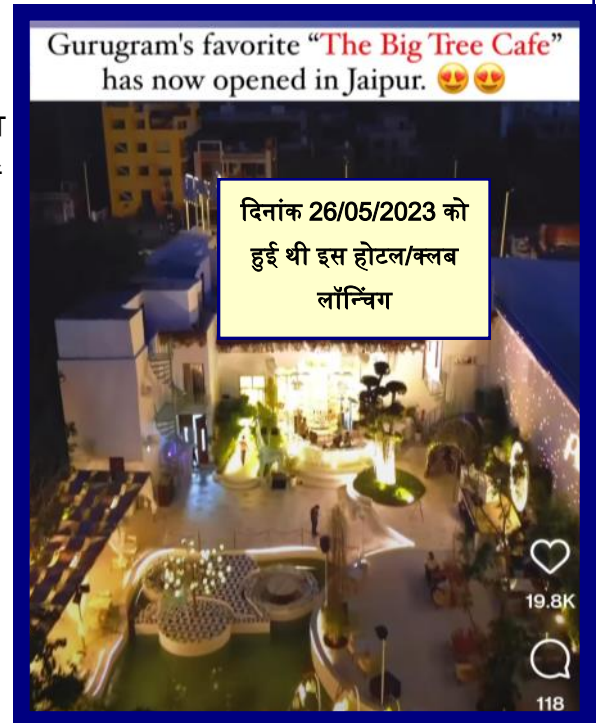 Gurugram's favorite “The Big Tree Cafe”
has now opened in Jaipur. 😍😍
दिनांक 26/05/2023 को
हुई थी इस होटल/क्लब
लॉन्चिंग
19.8K
118